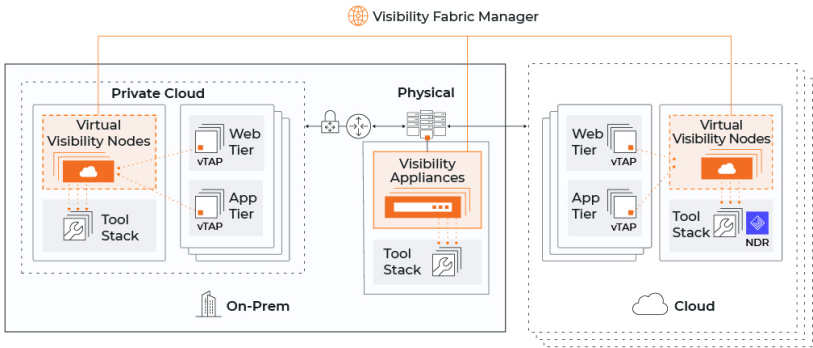 Visibility Fabric Manager
Private Cloud
Virtual
Visibility Nodes
Tool
Stack
Web
Tier
vTAP
App
Tier
vTAP
Physical
Visibility
Appliances
Tool
Stack
On-Prem
Web
Tier
vTAP
App
Tier
vTAP
Virtual
Visibility Nodes
Tool
Stack
NDR
Cloud